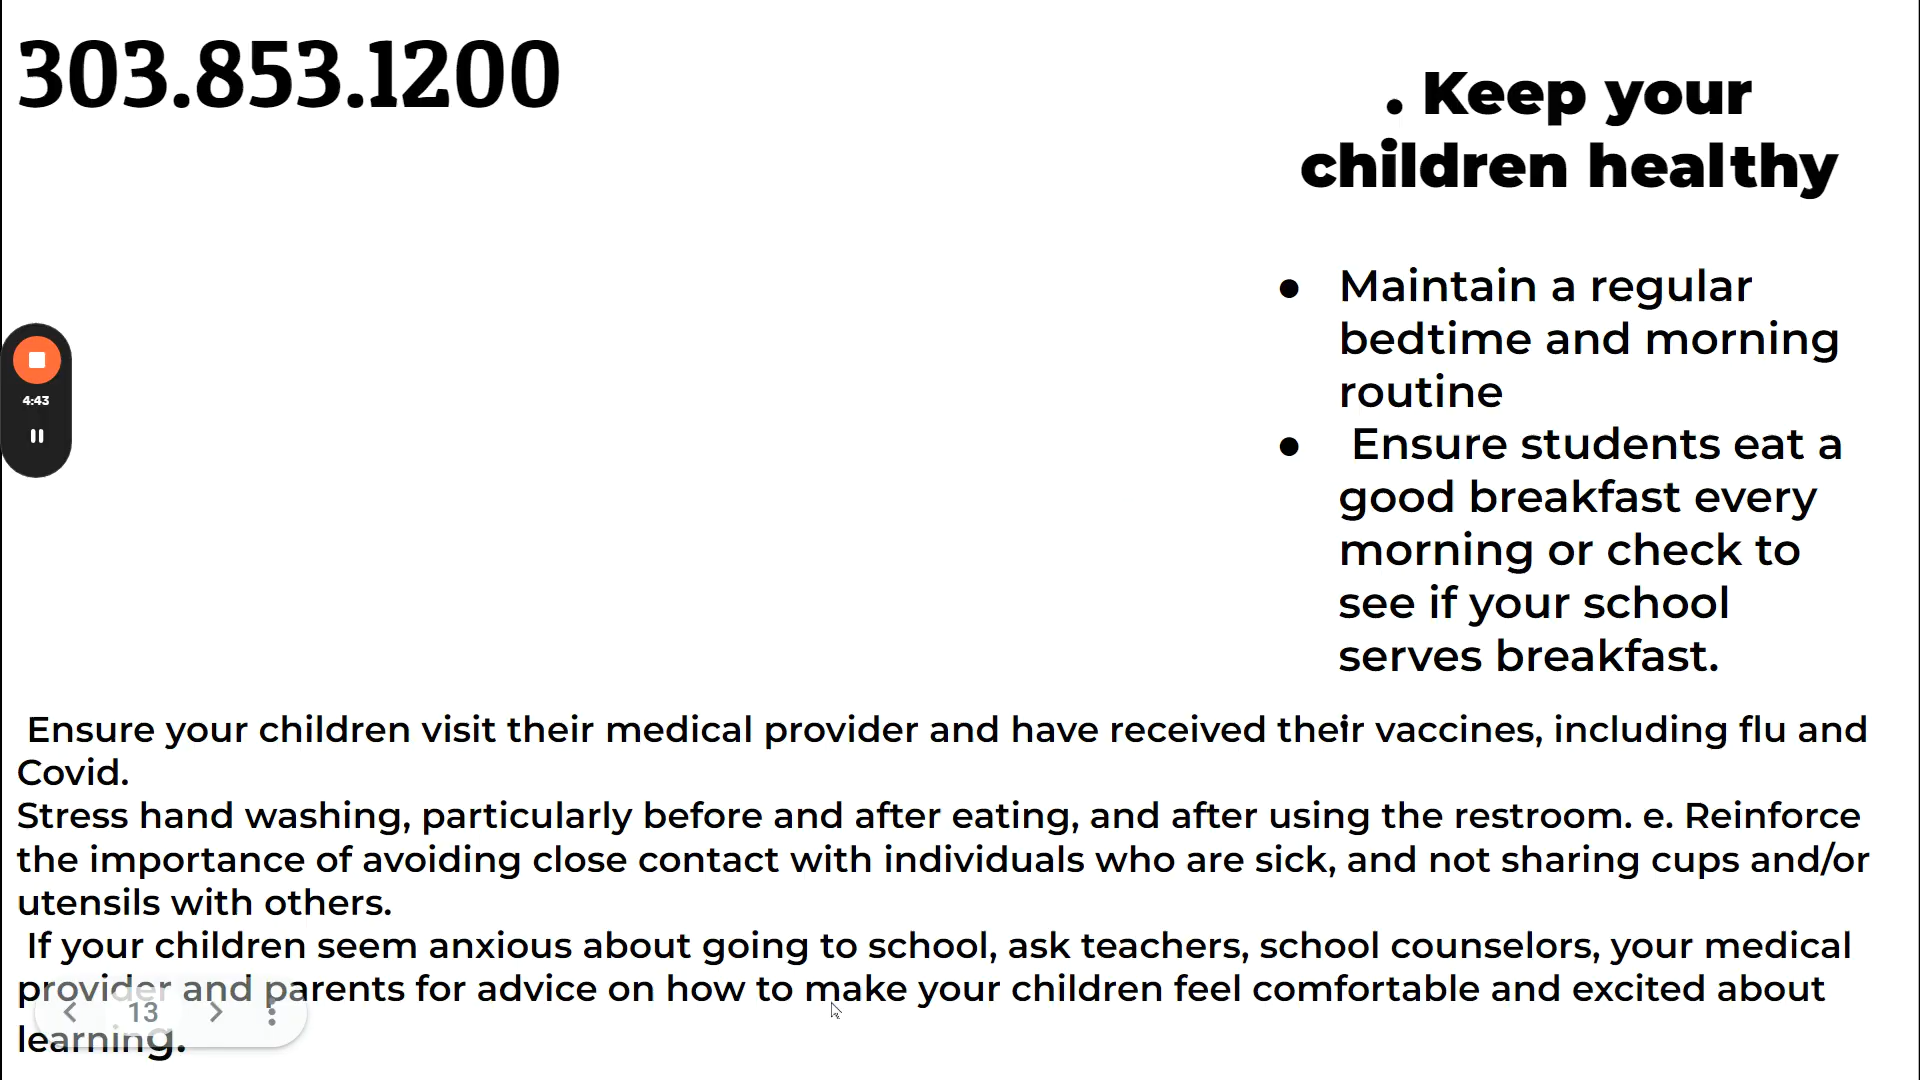 303.853.1200
. Keep your
children healthy
● Maintain a regular
bedtime and morning
routine
● Ensure students eat a
good breakfast every
morning or check to
see if your school
serves breakfast.
Ensure your children visit their medical provider and have received their vaccines, including flu and
Covid.
Stress hand washing, particularly before and after eating, and after using the restroom. e. Reinforce
the importance of avoiding close contact with individuals who are sick, and not sharing cups and/or
utensils with others.
If your children seem anxious about going to school, ask teachers, school counselors, your medical
provider and parents for advice on how to make your children feel comfortable and excited about
learning.
4:43
13